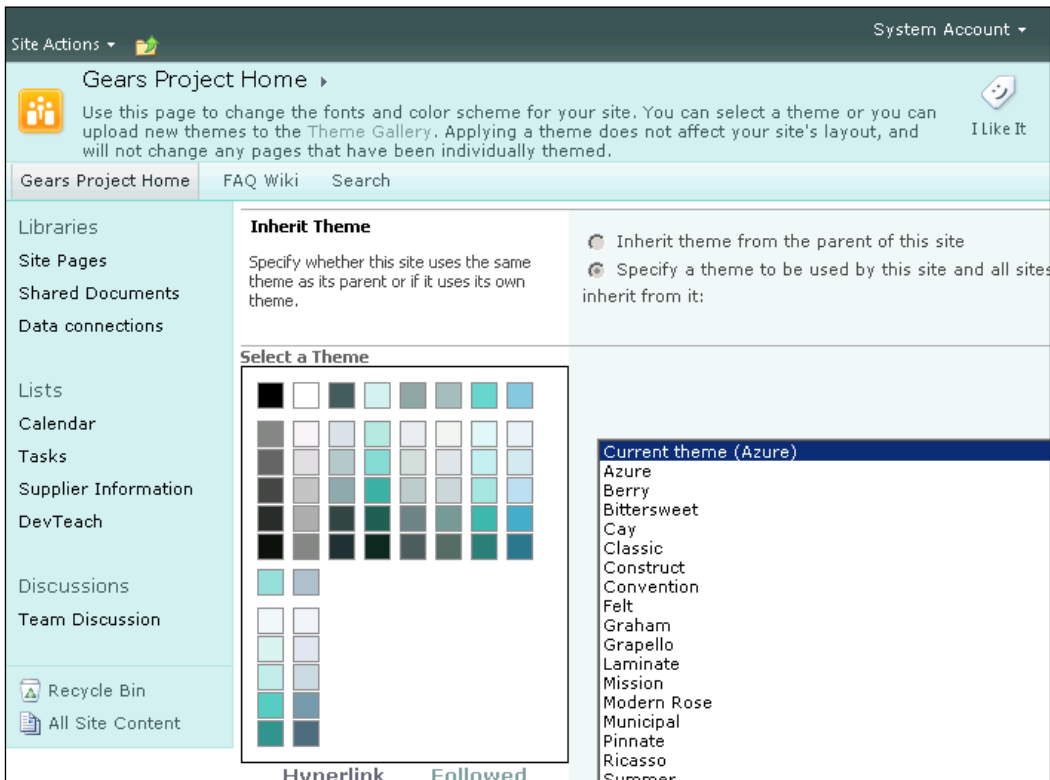 System Account
Site Actions
Gears Project Home
Use this page to change the fonts and color scheme for your site. You can select a theme or you can
upload new themes to the Theme Gallery. Applying a theme does not affect your site's layout, and
will not change any pages that have been individually themed.
I Like It
Gears Project Home FAQ Wiki Search
Libraries
Site Pages
Shared Documents
Data connections
Lists
Calendar
Tasks
Supplier Information
DevTeach
Discussions
Team Discussion
Recycle Bin
All Site Content
Inherit Theme
Specify whether this site uses the same
theme as its parent or if it uses its own
theme.
Inherit theme from the parent of this site
Specify a theme to be used by this site and all sites
inherit from it:
Select a Theme
Hyperlink Followed
Current theme (Azure)
Azure
Berry
Bittersweet
Cay
Classic
Construct
Convention
Felt
Graham
Grapello
Laminate
Mission
Modern Rose
Municipal
Pinnate
Ricasso
Summer